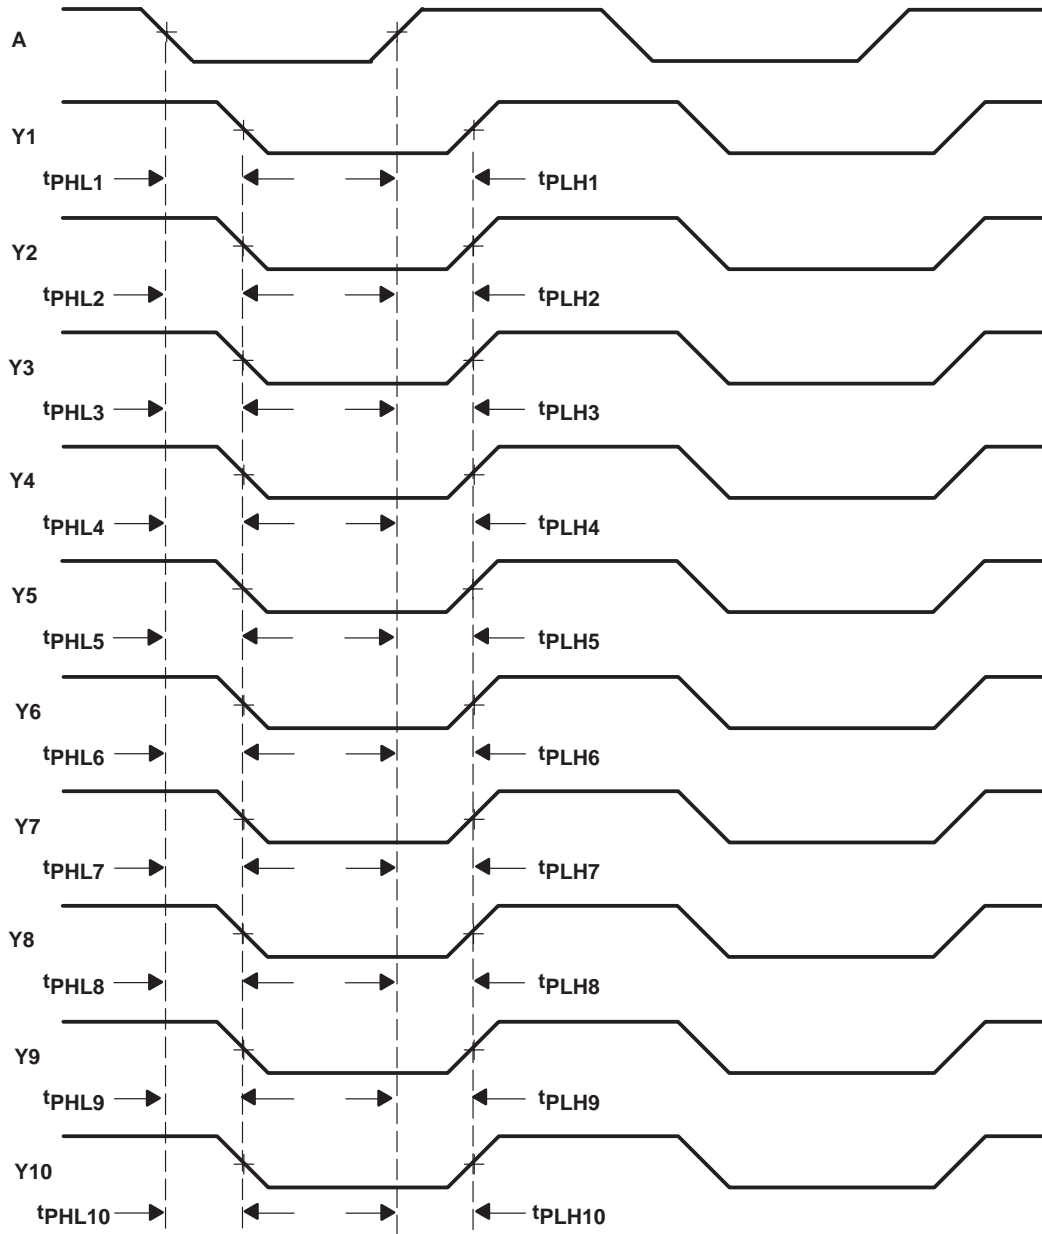 A
Y1
tPHL1 tPLH1
Y2
tPHL2 tPLH2
Y3
tPHL3 tPLH3
Y4
tPHL4 tPLH4
Y5
tPHL5 tPLH5
Y6
tPHL6 tPLH6
Y7
tPHL7 tPLH7
Y8
tPHL8 tPLH8
Y9
tPHL9 tPLH9
Y10
tPHL10 tPLH10